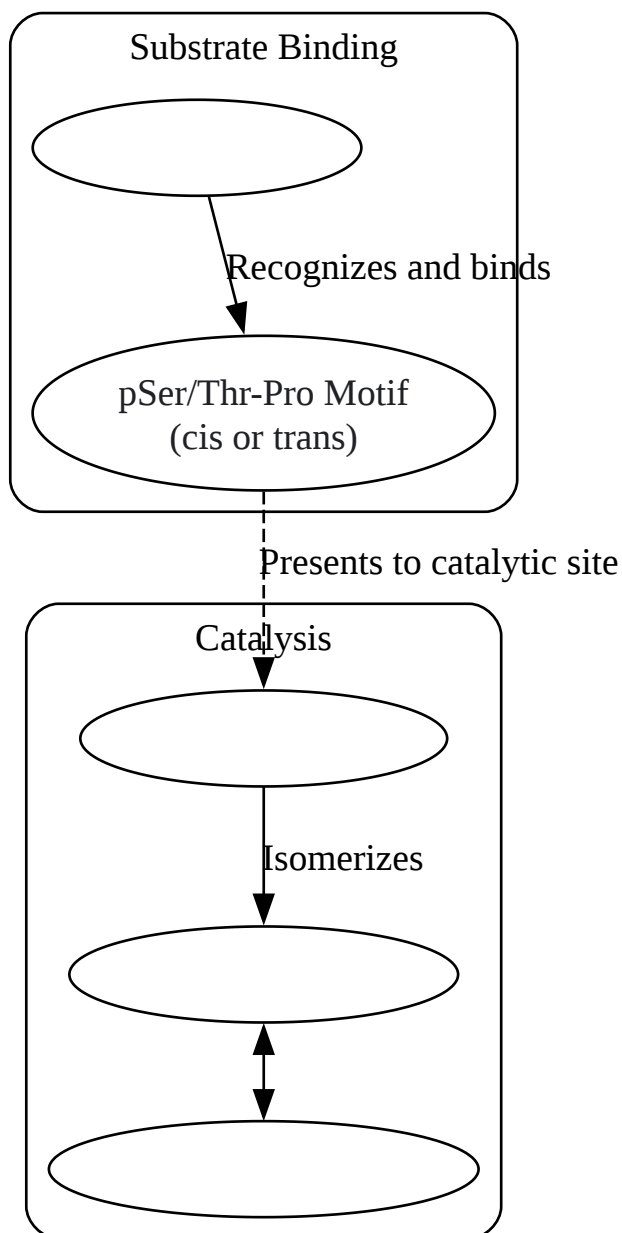 Substrate Binding
Recognizes and binds
pSer/Thr-Pro Motif
(cis or trans)
Presents to catalytic site
Catalysis
Isomerizes